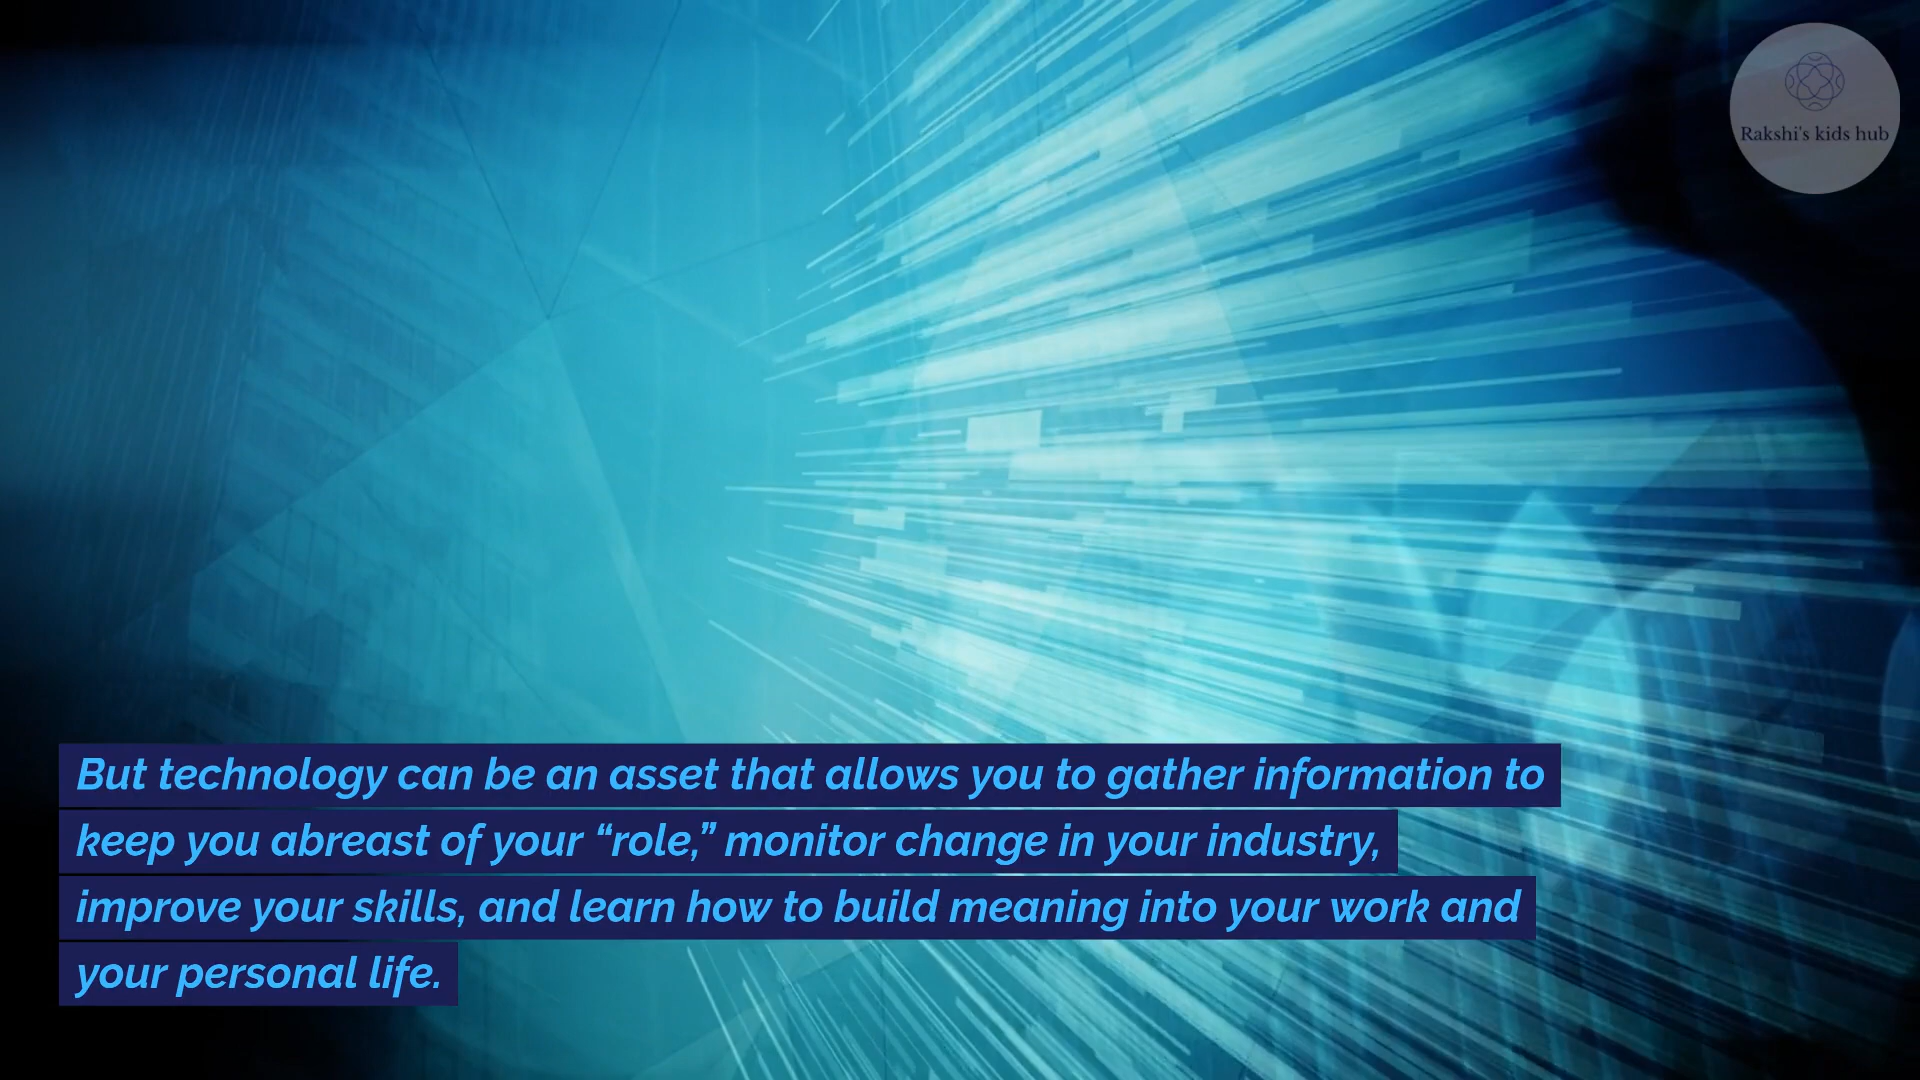 Rakshi's kids hub
But technology can be an asset that allows you to gather information to
keep you abreast of your “role,” monitor change in your industry,
improve your skills, and learn how to build meaning into your work and
your personal life.